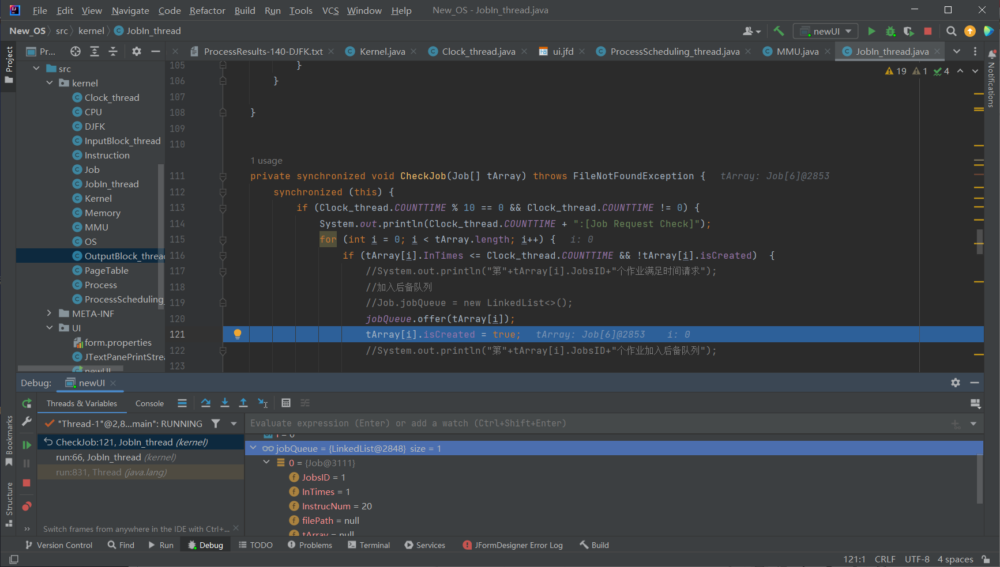 File Edit View Navigate Code Refactor Build Run Tools VCS Window Help New_OS - JobIn_thread.java
New_OS src kernel JobIn_thread newUI
Project
Pr... ProcessResults-140-DJFK.txt Kernel.java Clock_thread.java ui.jfd ProcessScheduling_thread.java MMU.java JobIn_thread.java
Notifications
19 1 4
src
kernel
Clock_thread
CPU
DJFK
InputBlock_thread
Instruction
Job
JobIn_thread
Kernel
Memory
MMU
OS
OutputBlock_threa
PageTable
Process
ProcessScheduling_
META-INF
UI
form.properties
JTextPanePrintStrea
newUI
105 }
106 }
107
108 }
109
110
1 usage
111 private synchronized void CheckJob(Job[] tArray) throws FileNotFoundException { tArray: Job[6]@2853
112 synchronized (this) {
113 if (Clock_thread.COUNTTIME % 10 == 0 && Clock_thread.COUNTTIME != 0) {
114 System.out.println(Clock_thread.COUNTTIME + ":[Job Request Check]");
115 for (int i = 0; i < tArray.length; i++) { i: 0
116 if (tArray[i].InTimes <= Clock_thread.COUNTTIME && !tArray[i].isCreated) {
117 //System.out.println("第"+tArray[i].JobsID+"个作业满足时间请求");
118 //加入后备队列
119 //Job.jobQueue = new LinkedList<>();
120 jobQueue.offer(tArray[i]);
121 tArray[i].isCreated = true; tArray: Job[6]@2853 i: 0
122 //System.out.println("第"+tArray[i].JobsID+"个作业加入后备队列");
123
Debug: newUI
Threads & Variables Console
"Thread-1"@2,8...main": RUNNING
Evaluate expression (Enter) or add a watch (Ctrl+Shift+Enter)
CheckJob:121, JobIn_thread (kernel)
run:66, JobIn_thread (kernel)
run:831, Thread (java.lang)
i = 0
jobQueue = {LinkedList@2848} size = 1
0 = {Job@3111}
JobsID = 1
InTimes = 1
InstrucNum = 20
filePath = null
tArray = null
Switch frames from anywhere in the IDE with Ctrl+...
Bookmarks
Structure
Version Control Find Run Debug TODO Problems Terminal Services JFormDesigner Error Log Build
121:1 CRLF UTF-8 4 spaces